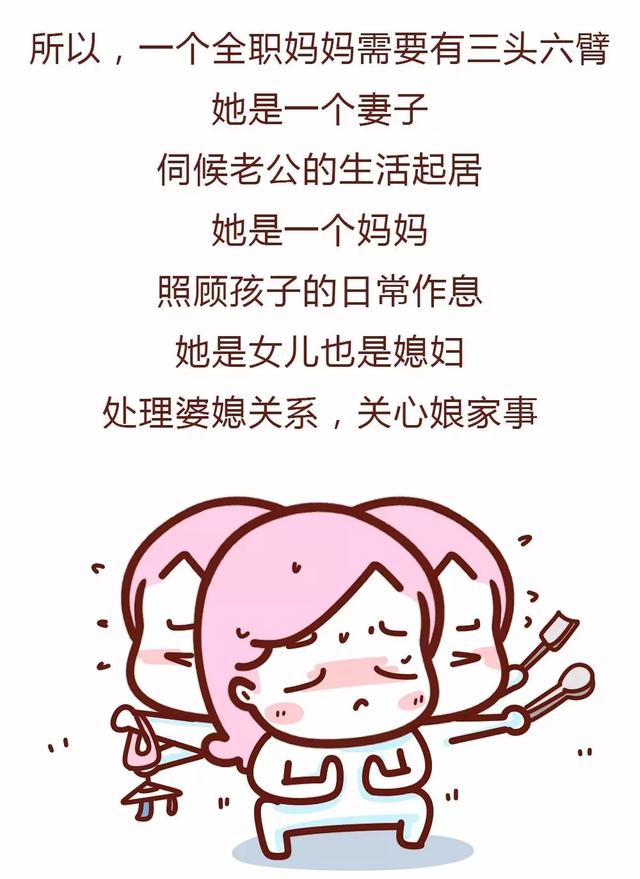 所以，一个全职妈妈需要有三头六臂
她是一个妻子
伺候老公的生活起居
她是一个妈妈
照顾孩子的日常作息
她是女儿也是媳妇
处理婆媳关系，关心娘家事